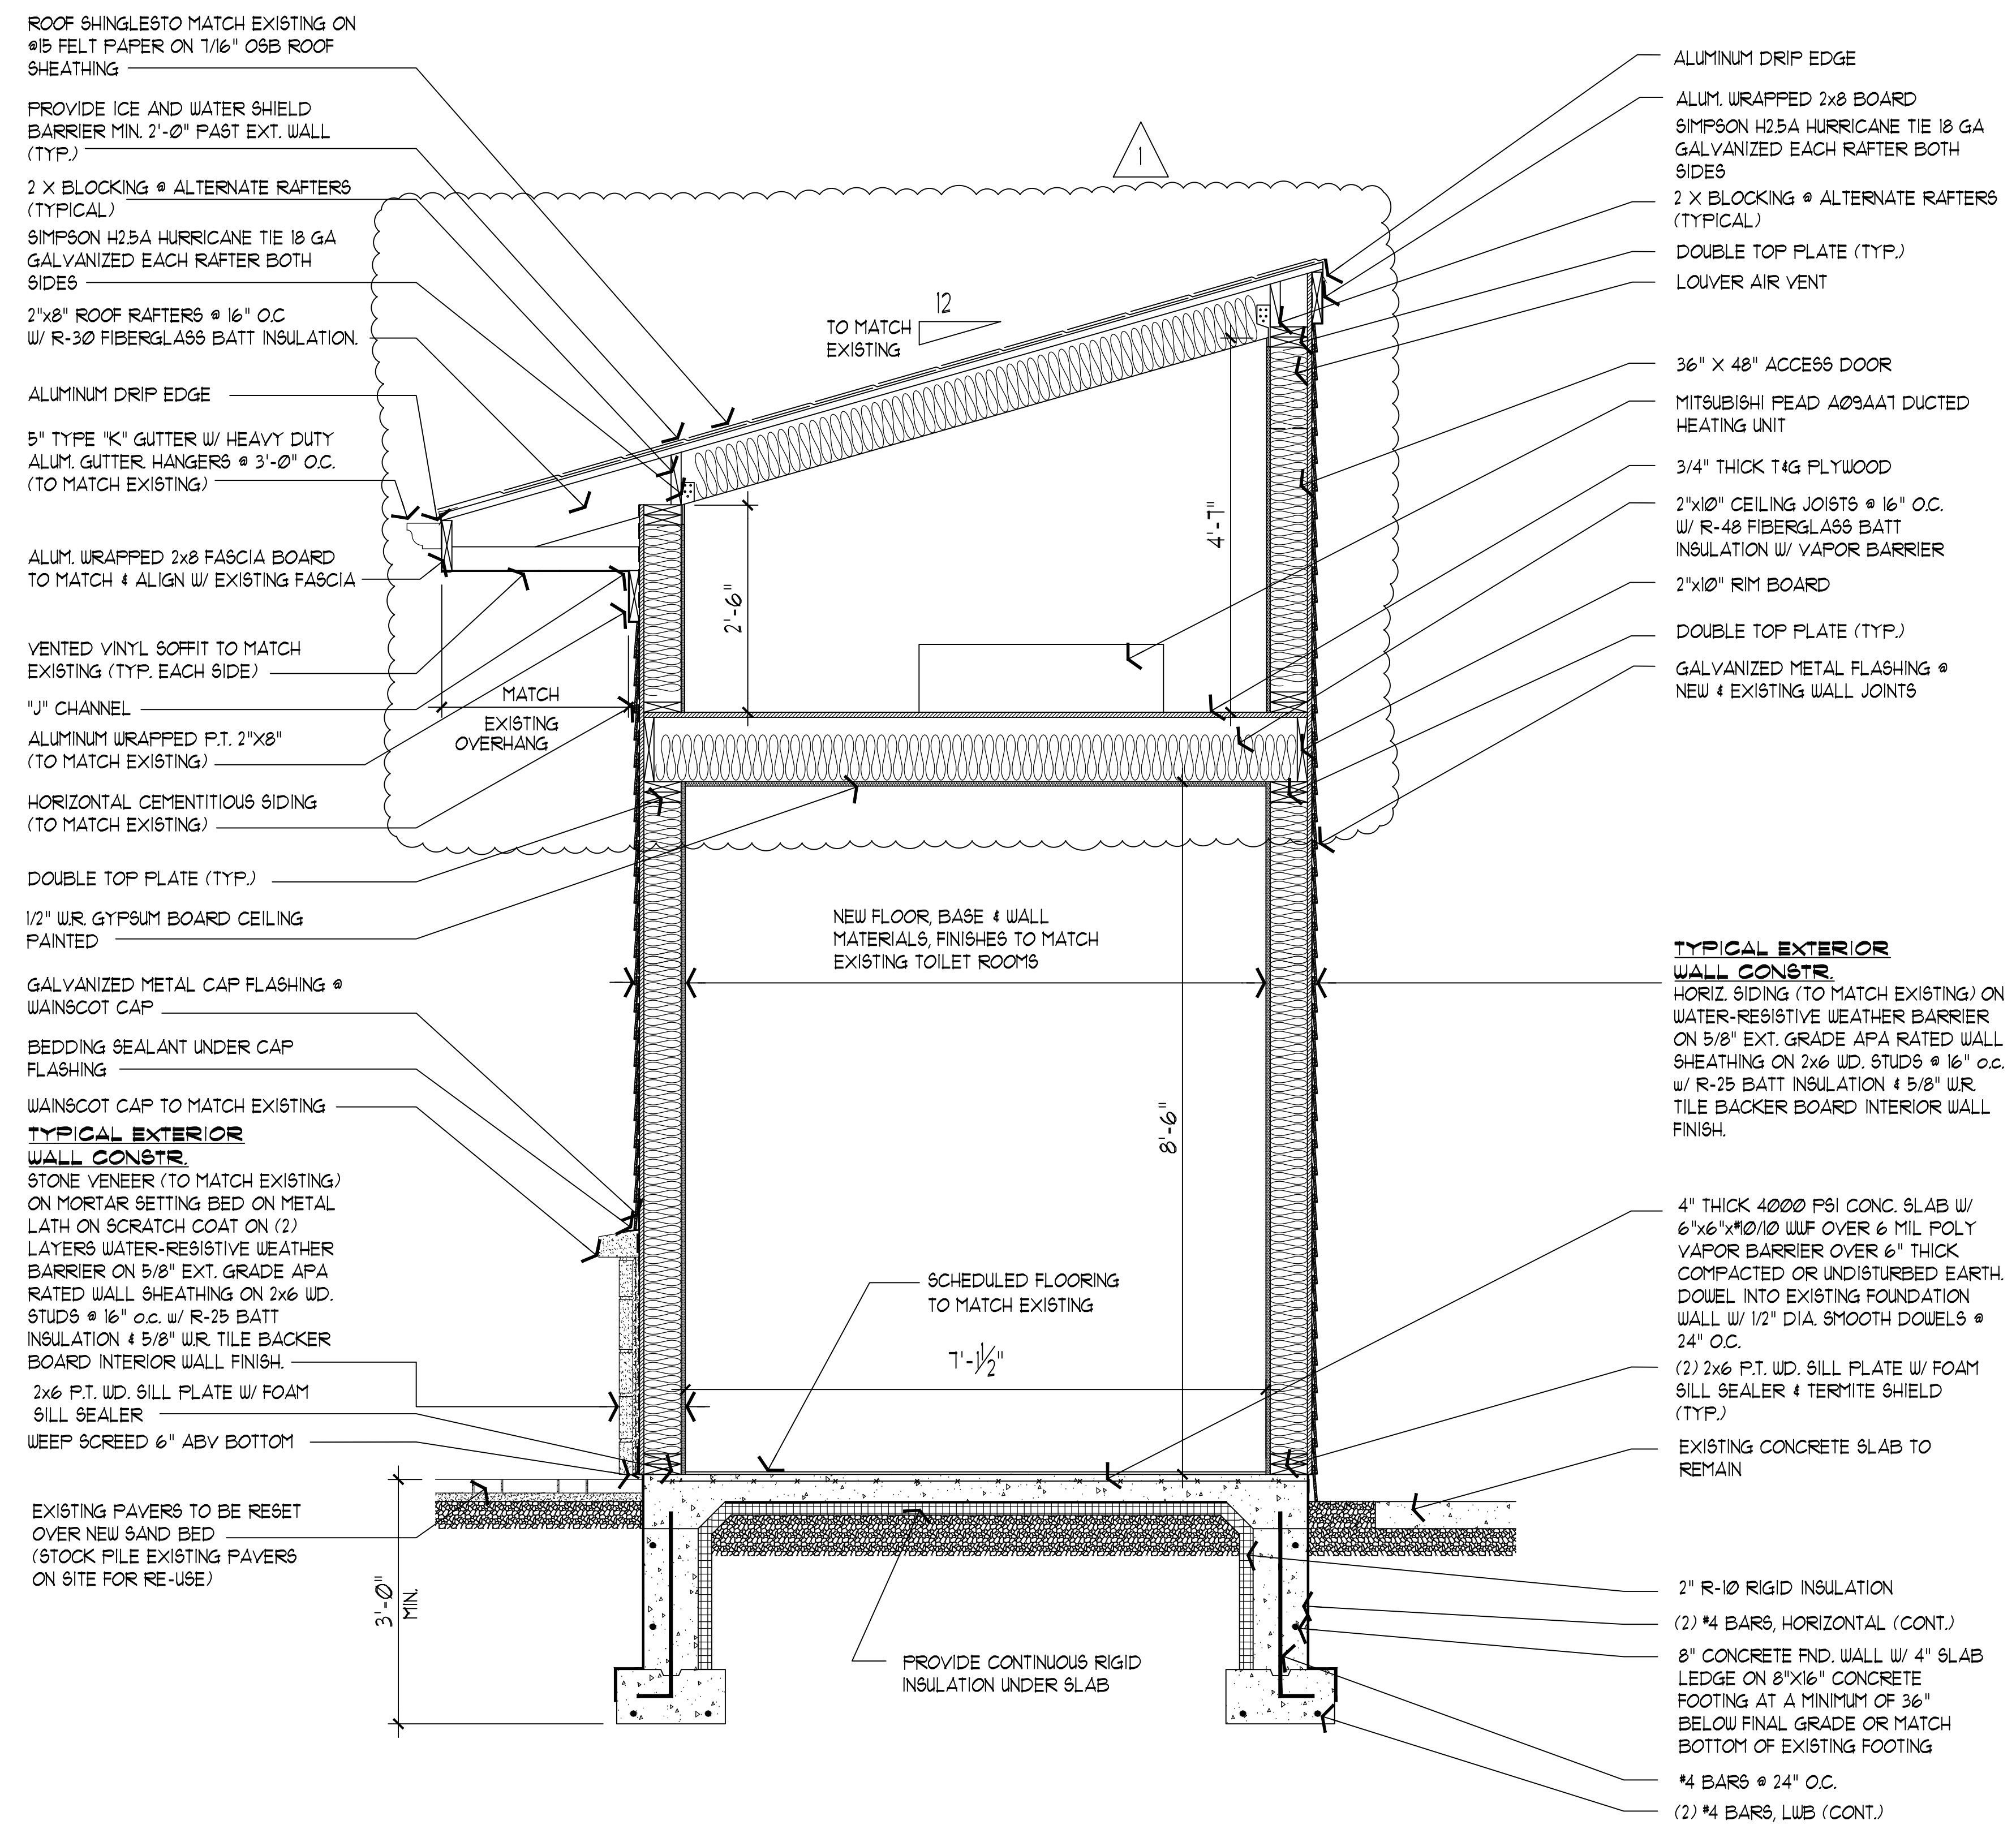 ROOF SHINGLESTO MATCH EXISTING ON
@15 FELT PAPER ON 7/16" OSB ROOF
SHEATHING
PROVIDE ICE AND WATER SHIELD
BARRIER MIN. 2'-0" PAST EXT. WALL
(TYP.)
2 X BLOCKING @ ALTERNATE RAFTERS
(TYPICAL)
SIMPSON H2.5A HURRICANE TIE 18 GA
GALVANIZED EACH RAFTER BOTH
SIDES
2"x8" ROOF RAFTERS @ 16" O.C
W/ R-30 FIBERGLASS BATT INSULATION.
ALUMINUM DRIP EDGE
5" TYPE "K" GUTTER W/ HEAVY DUTY
ALUM. GUTTER. HANGERS @ 3'-0" O.C.
(TO MATCH EXISTING)
ALUM. WRAPPED 2x8 FASCIA BOARD
TO MATCH & ALIGN W/ EXISTING FASCIA
VENTED VINYL SOFFIT TO MATCH
EXISTING (TYP. EACH SIDE)
"J" CHANNEL
ALUMINUM WRAPPED P.T. 2"X8"
(TO MATCH EXISTING)
HORIZONTAL CEMENTITIOUS SIDING
(TO MATCH EXISTING)
DOUBLE TOP PLATE (TYP.)
1/2" W.R. GYPSUM BOARD CEILING
PAINTED
GALVANIZED METAL CAP FLASHING @
WAINSCOT CAP
BEDDING SEALANT UNDER CAP
FLASHING
WAINSCOT CAP TO MATCH EXISTING
TYPICAL EXTERIOR
WALL CONSTR.
STONE VENEER (TO MATCH EXISTING)
ON MORTAR SETTING BED ON METAL
LATH ON SCRATCH COAT ON (2)
LAYERS WATER-RESISTIVE WEATHER
BARRIER ON 5/8" EXT. GRADE APA
RATED WALL SHEATHING ON 2x6 WD.
STUDS @ 16" o.c. w/ R-25 BATT
INSULATION & 5/8" W.R. TILE BACKER
BOARD INTERIOR WALL FINISH.
2x6 P.T. WD. SILL PLATE W/ FOAM
SILL SEALER
WEEP SCREED 6" ABV BOTTOM
EXISTING PAVERS TO BE RESET
OVER NEW SAND BED
(STOCK PILE EXISTING PAVERS
ON SITE FOR RE-USE)
1
12
TO MATCH
EXISTING
2'-6"
4'-7"
MATCH
EXISTING
OVERHANG
NEW FLOOR, BASE & WALL
MATERIALS, FINISHES TO MATCH
EXISTING TOILET ROOMS
8'-6"
SCHEDULED FLOORING
TO MATCH EXISTING
7'-1 1/2"
3'-0"
MIN.
PROVIDE CONTINUOUS RIGID
INSULATION UNDER SLAB
ALUMINUM DRIP EDGE
ALUM. WRAPPED 2x8 BOARD
SIMPSON H2.5A HURRICANE TIE 18 GA
GALVANIZED EACH RAFTER BOTH
SIDES
2 X BLOCKING @ ALTERNATE RAFTERS
(TYPICAL)
DOUBLE TOP PLATE (TYP.)
LOUVER AIR VENT
36" X 48" ACCESS DOOR
MITSUBISHI PEAD A09AA7 DUCTED
HEATING UNIT
3/4" THICK T&G PLYWOOD
2"x10" CEILING JOISTS @ 16" O.C.
W/ R-48 FIBERGLASS BATT
INSULATION W/ VAPOR BARRIER
2"x10" RIM BOARD
DOUBLE TOP PLATE (TYP.)
GALVANIZED METAL FLASHING @
NEW & EXISTING WALL JOINTS
TYPICAL EXTERIOR
WALL CONSTR.
HORIZ. SIDING (TO MATCH EXISTING) ON
WATER-RESISTIVE WEATHER BARRIER
ON 5/8" EXT. GRADE APA RATED WALL
SHEATHING ON 2x6 WD. STUDS @ 16" o.c.
w/ R-25 BATT INSULATION & 5/8" W.R.
TILE BACKER BOARD INTERIOR WALL
FINISH.
4" THICK 4000 PSI CONC. SLAB W/
6"x6"x#10/10 WWF OVER 6 MIL POLY
VAPOR BARRIER OVER 6" THICK
COMPACTED OR UNDISTURBED EARTH.
DOWEL INTO EXISTING FOUNDATION
WALL W/ 1/2" DIA. SMOOTH DOWELS @
24" O.C.
(2) 2x6 P.T. WD. SILL PLATE W/ FOAM
SILL SEALER & TERMITE SHIELD
(TYP.)
EXISTING CONCRETE SLAB TO
REMAIN
2" R-10 RIGID INSULATION
(2) #4 BARS, HORIZONTAL (CONT.)
8" CONCRETE FND. WALL W/ 4" SLAB
LEDGE ON 8"X16" CONCRETE
FOOTING AT A MINIMUM OF 36"
BELOW FINAL GRADE OR MATCH
BOTTOM OF EXISTING FOOTING
#4 BARS @ 24" O.C.
(2) #4 BARS, LWB (CONT.)